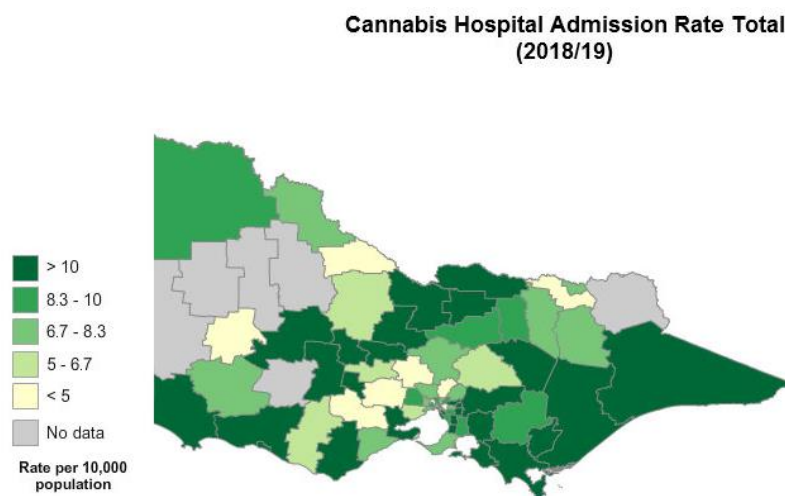 Cannabis Hospital Admission Rate Total
(2018/19)
> 10
8.3 - 10
6.7 - 8.3
5 - 6.7
< 5
No data
Rate per 10,000
population